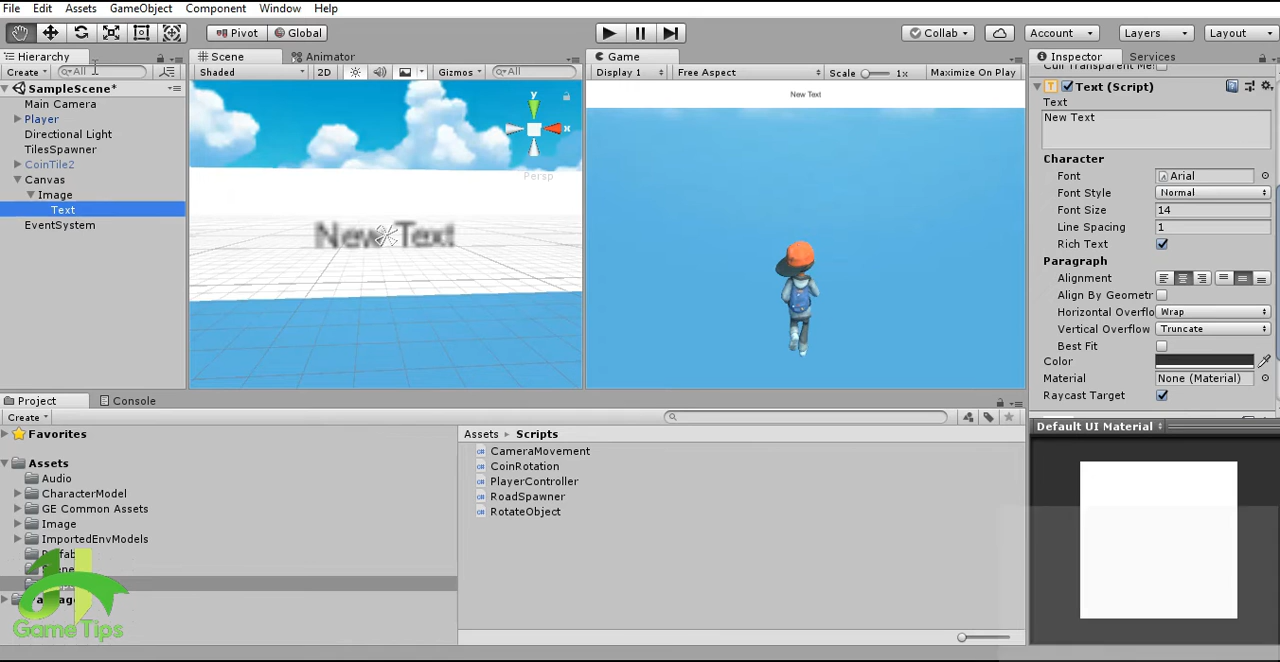 File Edit Assets GameObject Component Window Help
Pivot Global Collab Account Layers Layout
Hierarchy Scene Animator Game Inspector Services
Create All Shaded 2D Gizmos All Display 1 Free Aspect Scale 1x Maximize On Play
SampleScene*
Main Camera
Player
Directional Light
TilesSpawner
CoinTile2
Canvas
Image
Text
EventSystem
y
x
Persp
New Text
New Text
Text (Script)
Text
New Text
Character
Font Arial
Font Style Normal
Font Size 14
Line Spacing 1
Rich Text
Paragraph
Alignment
Align By Geometr
Horizontal Overflo Wrap
Vertical Overflow Truncate
Best Fit
Color
Material None (Material)
Raycast Target
Default UI Material
Project Console
Create
Favorites
Assets
Audio
CharacterModel
GE Common Assets
Image
ImportedEnvModels
Assets Scripts
CameraMovement
CoinRotation
PlayerController
RoadSpawner
RotateObject
GameTips